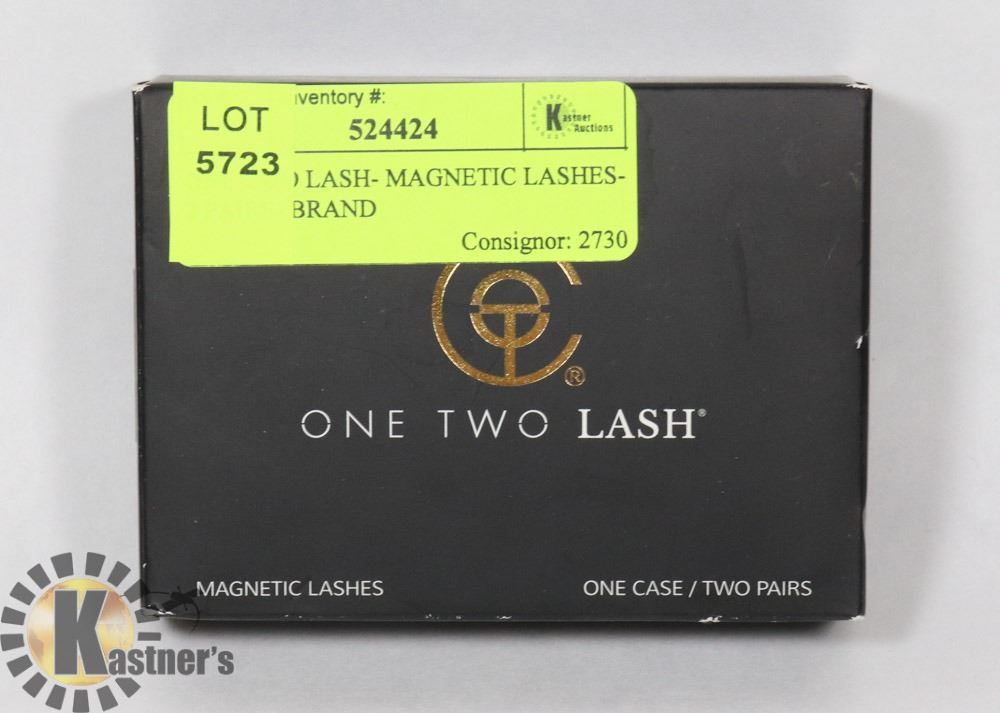 LOT
5723
nventory #:
524424
Kastner
Auctions
LASH- MAGNETIC LASHES-
BRAND
Consignor: 2730
®
ONE TWO LASH®
MAGNETIC LASHES
ONE CASE / TWO PAIRS
Kastner's